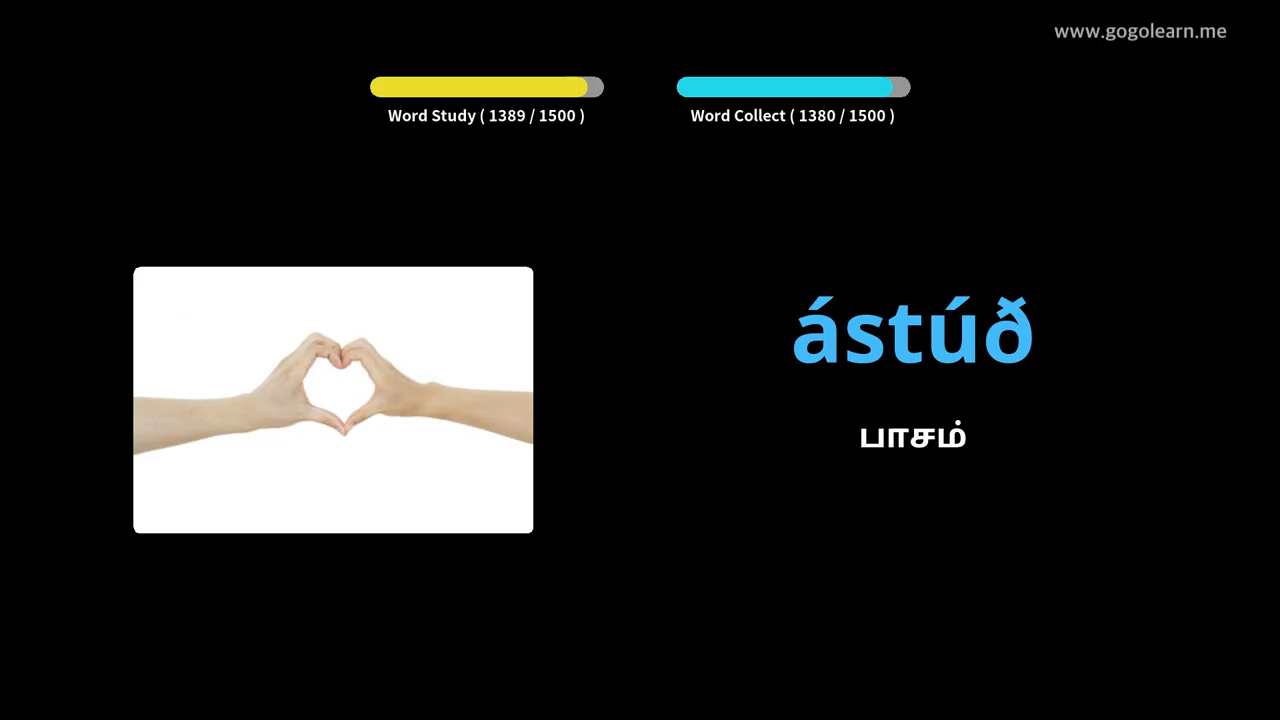 www.gogolearn.me
Word Study ( 1389 / 1500 )
Word Collect ( 1380 / 1500 )
ástúð
பாசம்